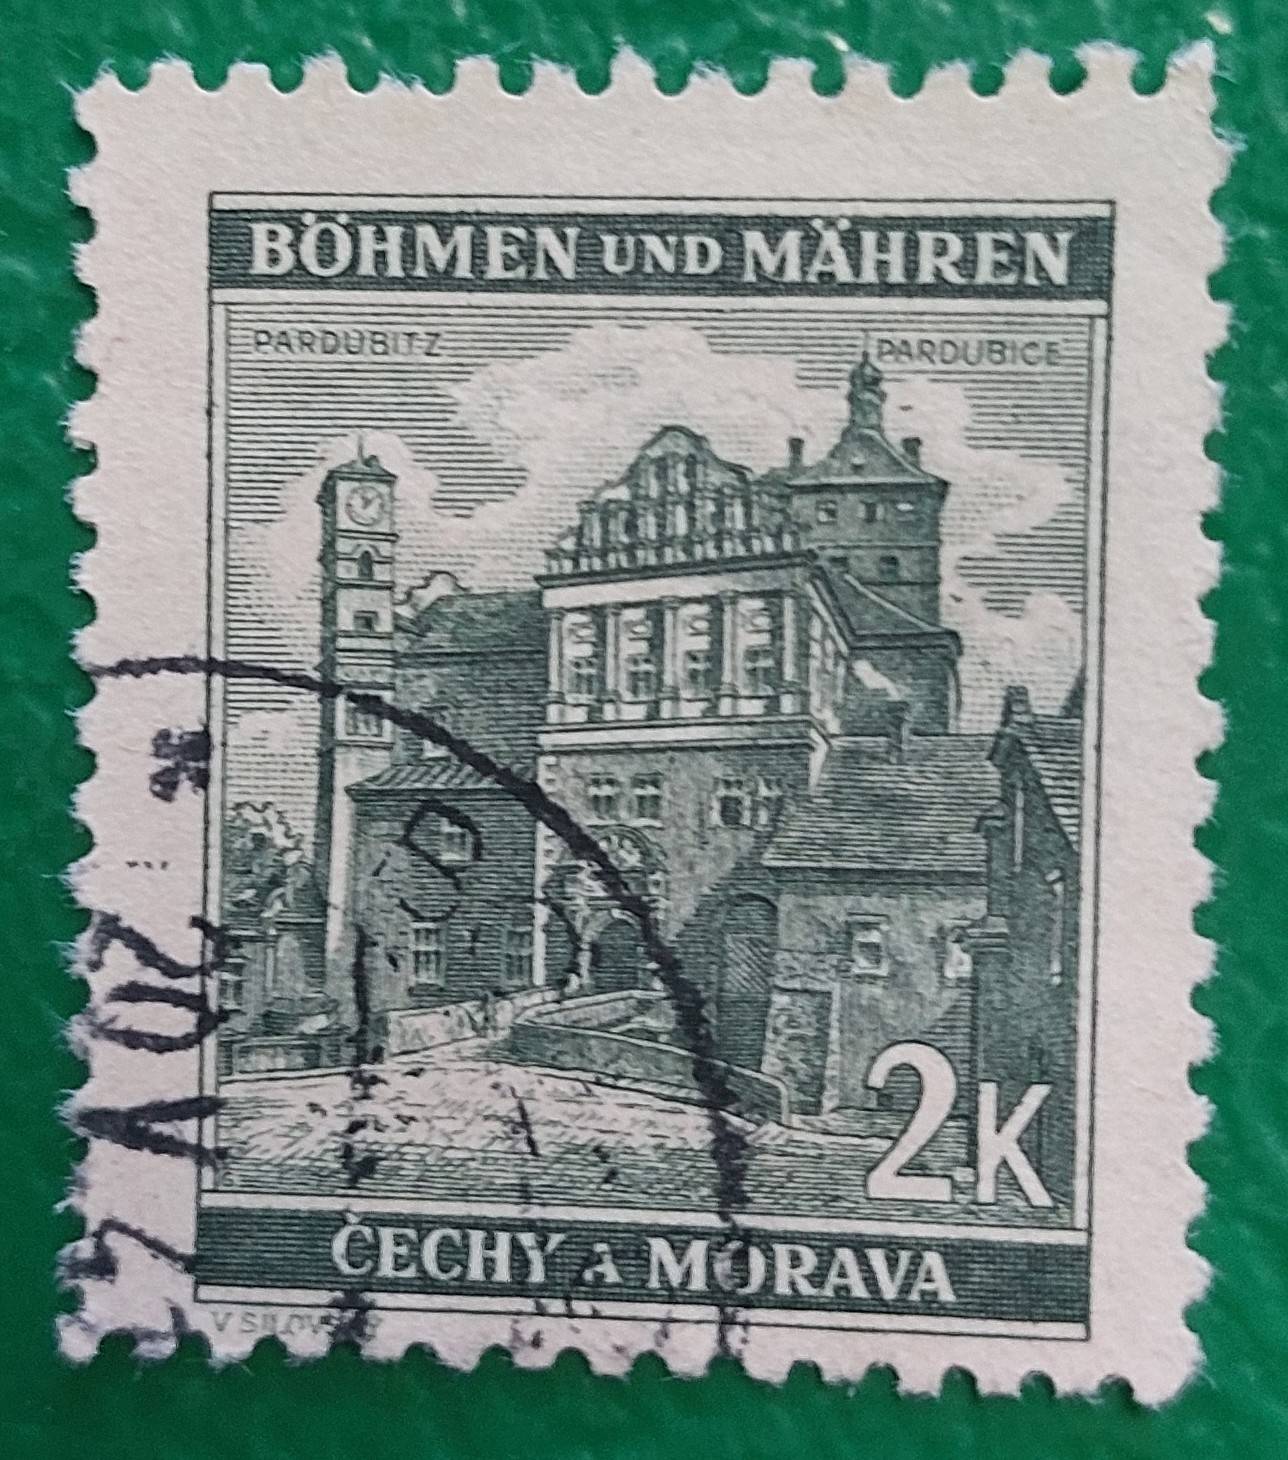 BÖHMEN UND MÄHREN
PARDUBITZ
PARDUBICE
2K
ČECHY A MORAVA